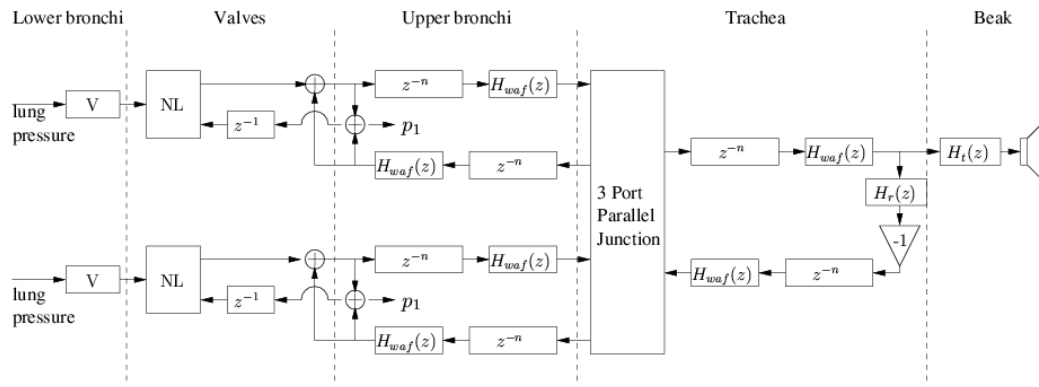 Lower bronchi
Valves
Upper bronchi
Trachea
Beak
lung
pressure
V
NL
z^{-1}
z^{-n}
H_{waf}(z)
p_1
H_{waf}(z)
z^{-n}
3 Port
Parallel
Junction
z^{-n}
H_{waf}(z)
H_t(z)
H_r(z)
-1
H_{waf}(z)
z^{-n}
lung
pressure
V
NL
z^{-1}
z^{-n}
H_{waf}(z)
p_1
H_{waf}(z)
z^{-n}